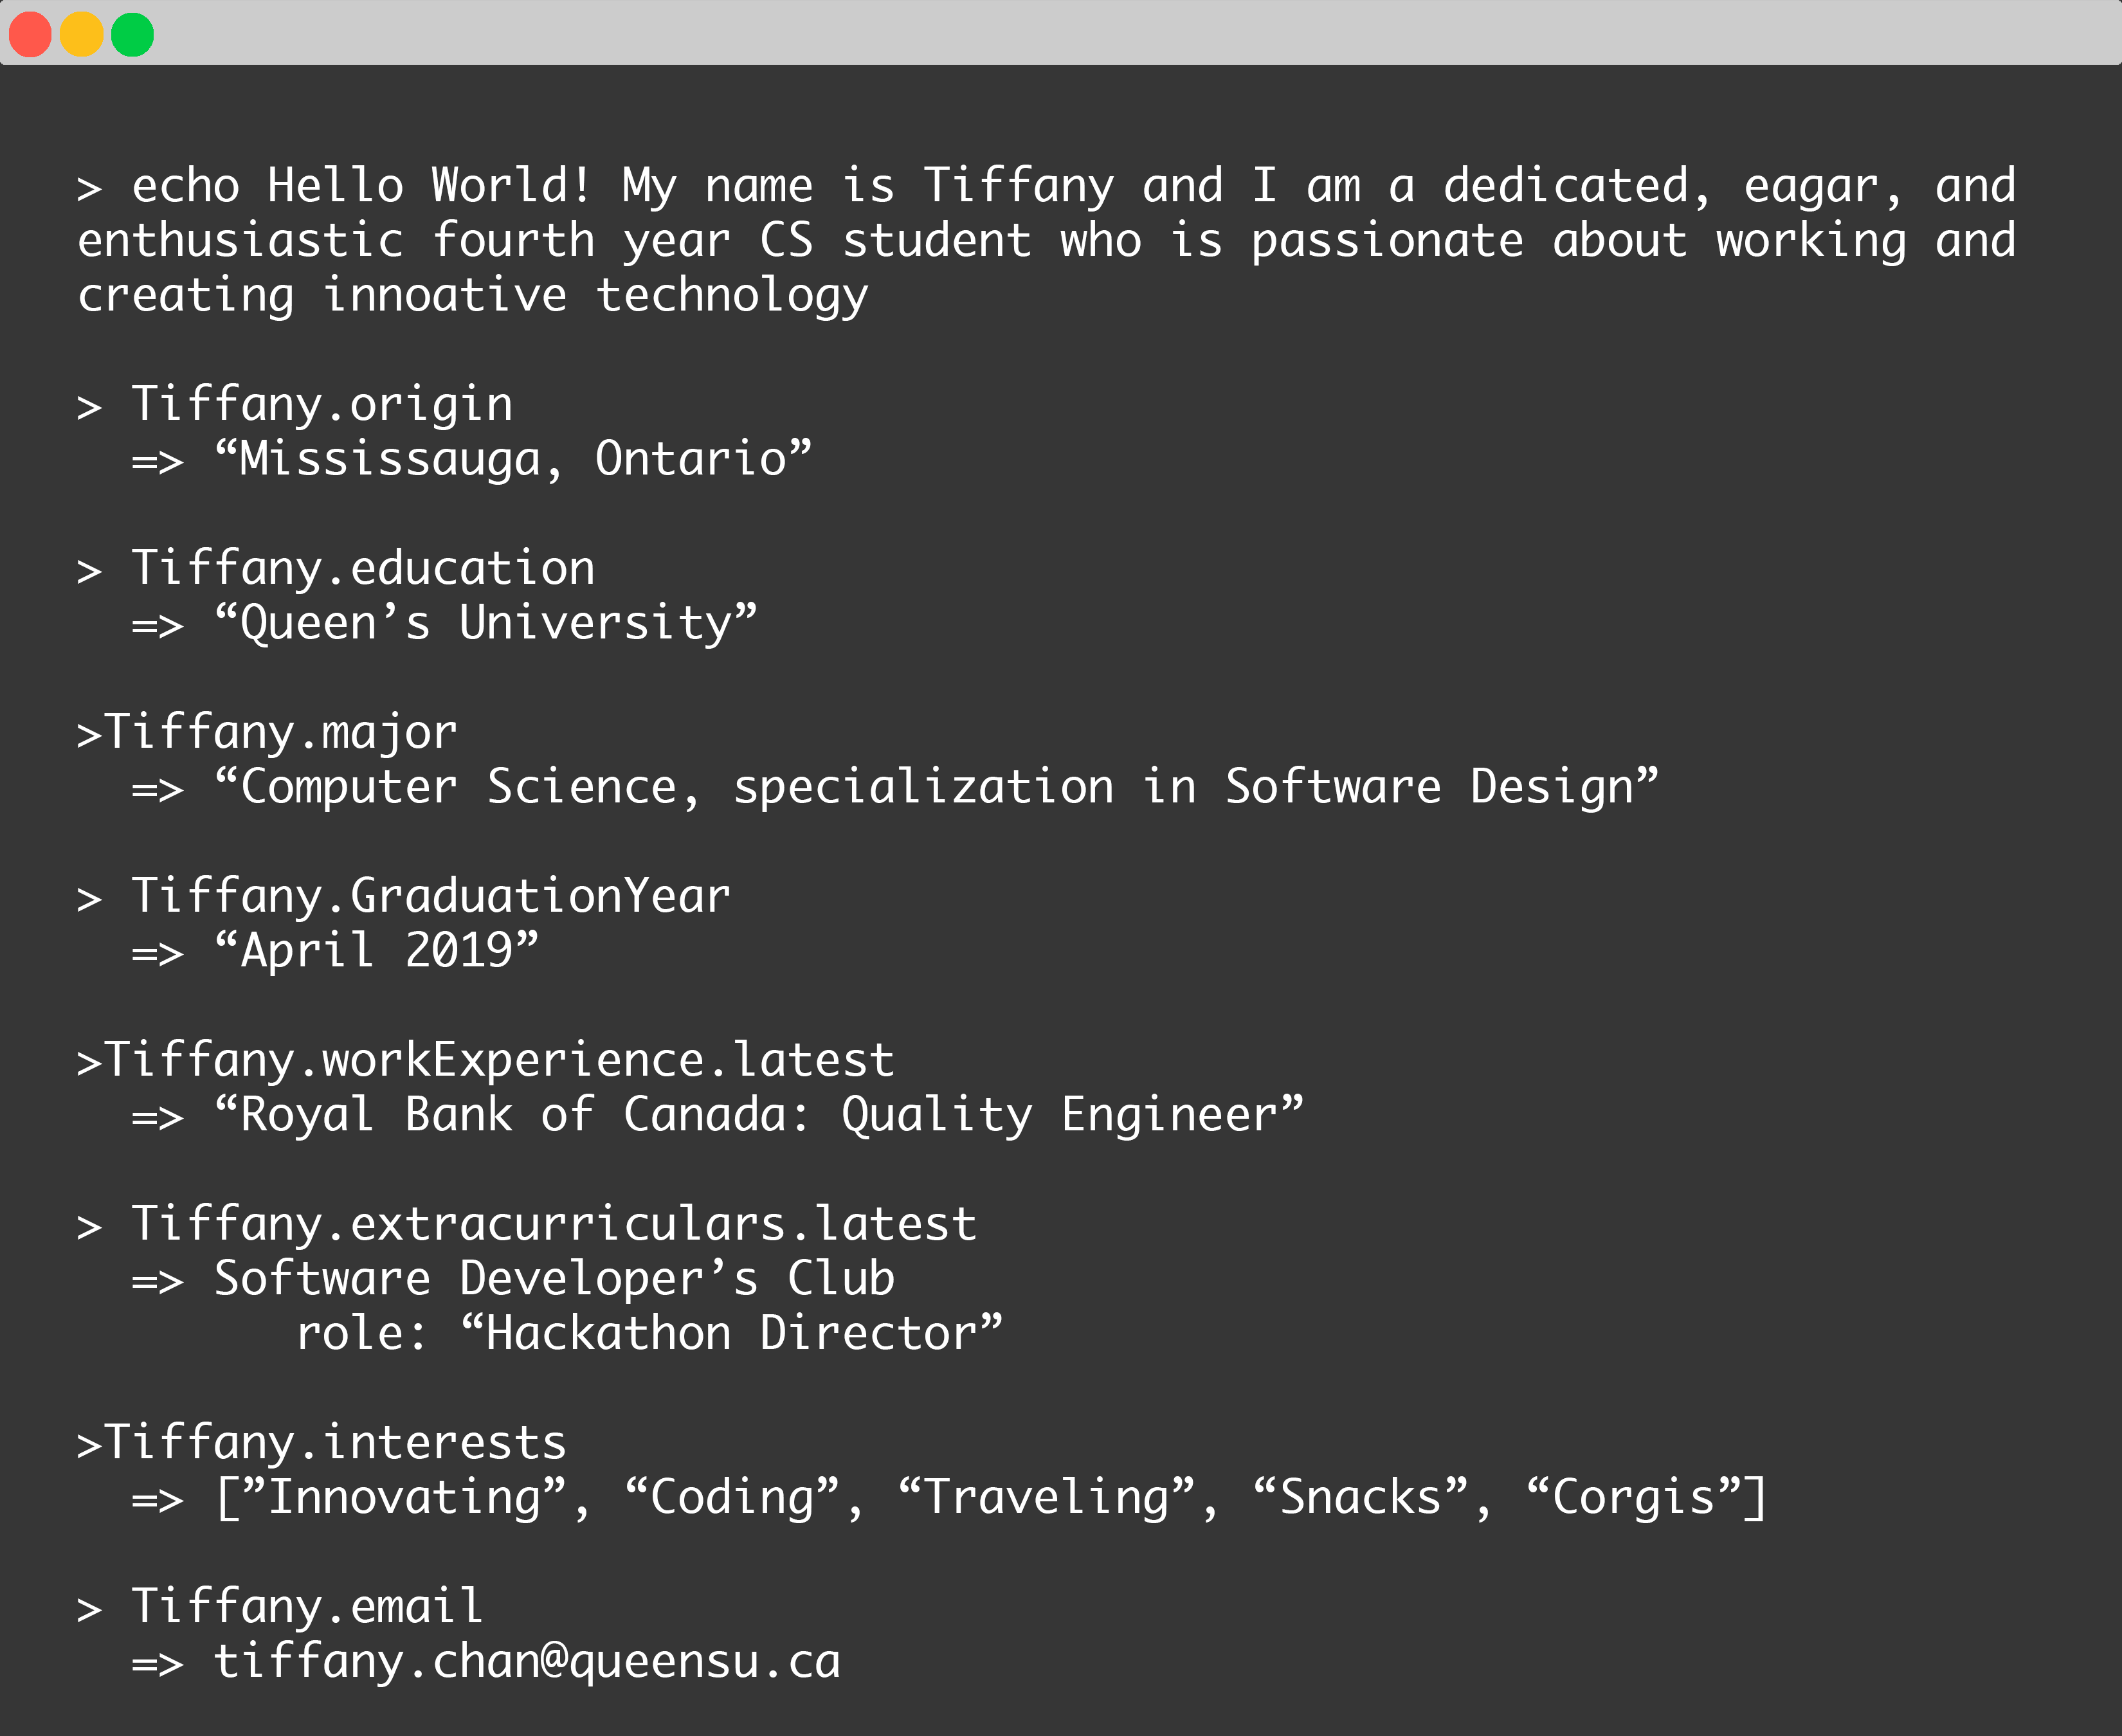 > echo Hello World! My name is Tiffany and I am a dedicated, eagar, and
enthusiastic fourth year CS student who is passionate about working and
creating innoative technology
> Tiffany.origin
=> “Mississauga, Ontario”
> Tiffany.education
=> “Queen’s University”
>Tiffany.major
=> “Computer Science, specialization in Software Design”
> Tiffany.GraduationYear
=> “April 2019”
>Tiffany.workExperience.latest
=> “Royal Bank of Canada: Quality Engineer”
> Tiffany.extracurriculars.latest
=> Software Developer’s Club
role: “Hackathon Director”
>Tiffany.interests
=> [”Innovating”, “Coding”, “Traveling”, “Snacks”, “Corgis”]
> Tiffany.email
=> tiffany.chan@queensu.ca